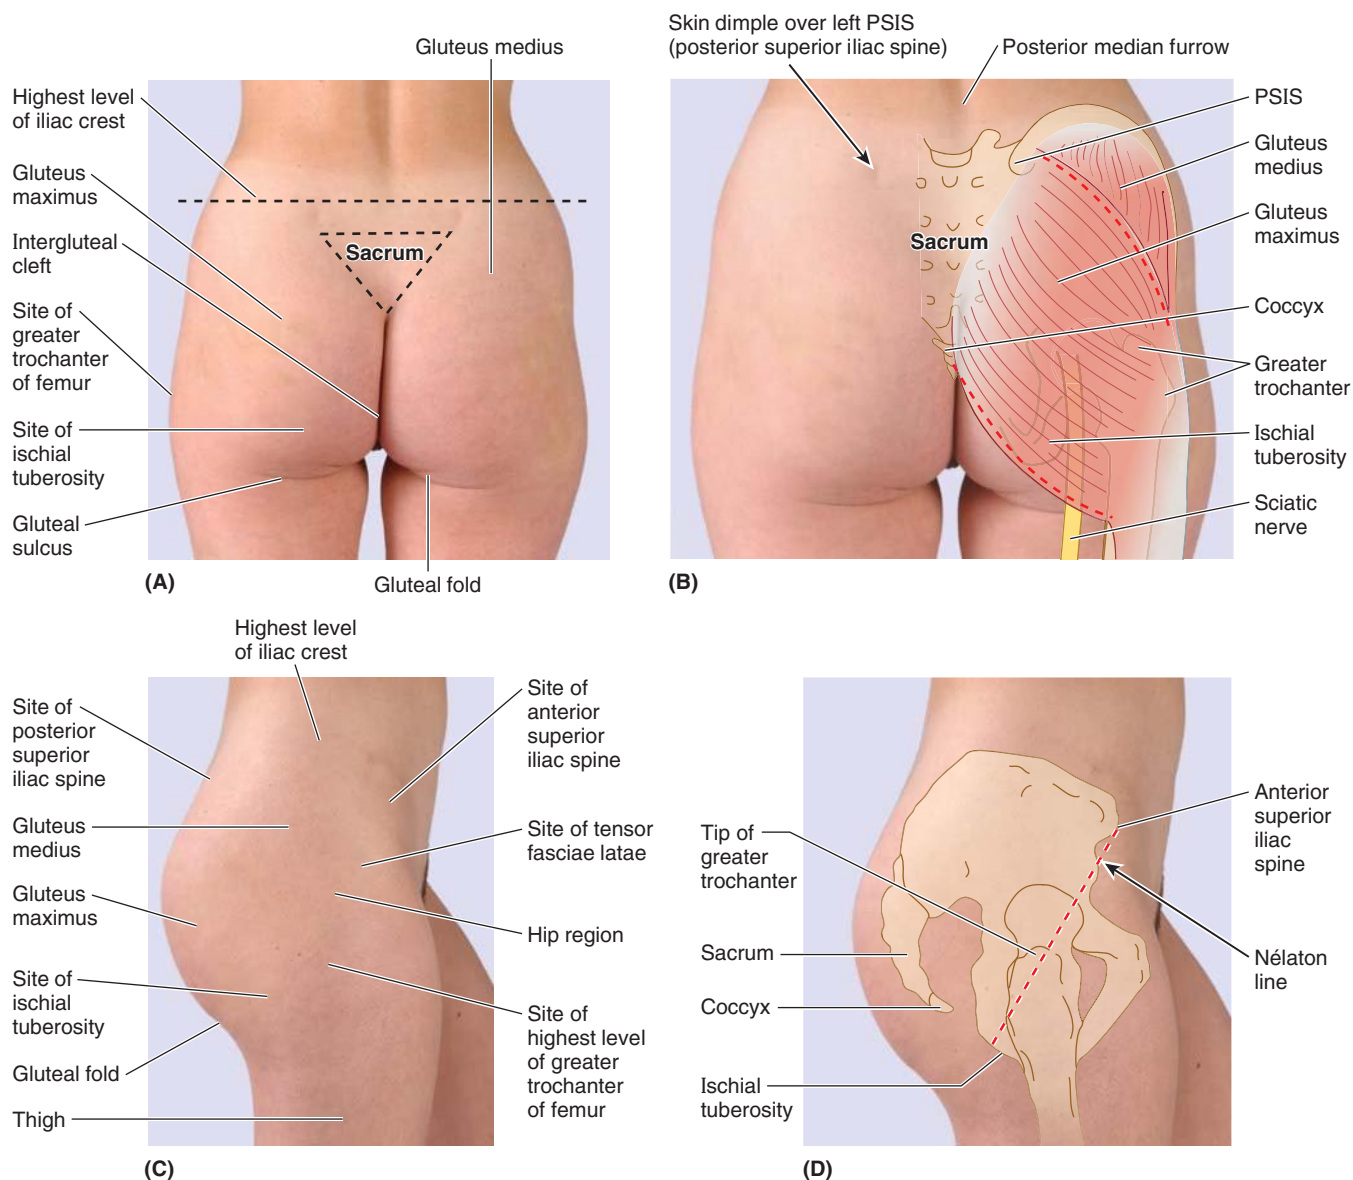 Gluteus medius
Highest level
of iliac crest
Gluteus
maximus
Intergluteal
cleft
Site of
greater
trochanter
of femur
Site of
ischial
tuberosity
Gluteal
sulcus
Sacrum
Gluteal fold
(A)
Skin dimple over left PSIS
(posterior superior iliac spine)
Posterior median furrow
PSIS
Gluteus
medius
Gluteus
maximus
Sacrum
Coccyx
Greater
trochanter
Ischial
tuberosity
Sciatic
nerve
(B)
Highest level
of iliac crest
Site of
posterior
superior
iliac spine
Gluteus
medius
Gluteus
maximus
Site of
ischial
tuberosity
Gluteal fold
Thigh
Site of
anterior
superior
iliac spine
Site of tensor
fasciae latae
Hip region
Site of
highest level
of greater
trochanter
of femur
(C)
Tip of
greater
trochanter
Sacrum
Coccyx
Ischial
tuberosity
Anterior
superior
iliac
spine
Nélaton
line
(D)